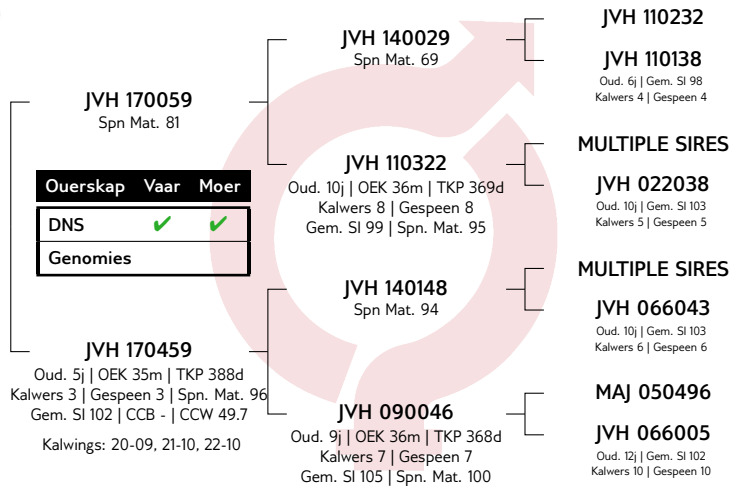 JVH 170059
Spn Mat. 81
Ouerskap Vaar Moer
DNS ✔ ✔
Genomies
JVH 170459
Oud. 5j | OEK 35m | TKP 388d
Kalwers 3 | Gespeen 3 | Spn. Mat. 96
Gem. SI 102 | CCB - | CCW 49.7
Kalwings: 20-09, 21-10, 22-10
JVH 140029
Spn Mat. 69
JVH 110322
Oud. 10j | OEK 36m | TKP 369d
Kalwers 8 | Gespeen 8
Gem. SI 99 | Spn. Mat. 95
JVH 140148
Spn Mat. 94
JVH 090046
Oud. 9j | OEK 36m | TKP 368d
Kalwers 7 | Gespeen 7
Gem. SI 105 | Spn. Mat. 100
JVH 110232
JVH 110138
Oud. 6j | Gem. SI 98
Kalwers 4 | Gespeen 4
MULTIPLE SIRES
JVH 022038
Oud. 10j | Gem. SI 103
Kalwers 5 | Gespeen 5
MULTIPLE SIRES
JVH 066043
Oud. 10j | Gem. SI 103
Kalwers 6 | Gespeen 6
MAJ 050496
JVH 066005
Oud. 12j | Gem. SI 102
Kalwers 10 | Gespeen 10